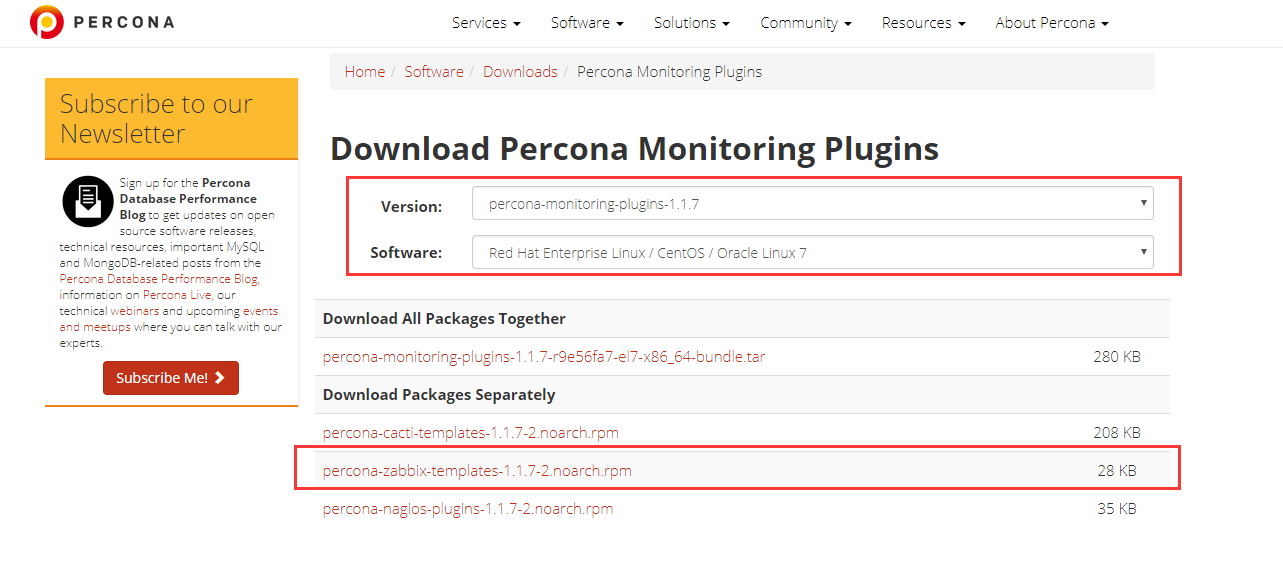 PERCONA
Services
Software
Solutions
Community
Resources
About Percona
Home / Software / Downloads / Percona Monitoring Plugins
Subscribe to our
Newsletter
Sign up for the Percona
Database Performance
Blog to get updates on open
source software releases,
technical resources, important MySQL
and MongoDB-related posts from the
Percona Database Performance Blog,
information on Percona Live, our
technical webinars and upcoming events
and meetups where you can talk with our
experts.
Subscribe Me!
Download Percona Monitoring Plugins
Version: percona-monitoring-plugins-1.1.7
Software: Red Hat Enterprise Linux / CentOS / Oracle Linux 7
Download All Packages Together
percona-monitoring-plugins-1.1.7-r9e56fa7-el7-x86_64-bundle.tar 280 KB
Download Packages Separately
percona-cacti-templates-1.1.7-2.noarch.rpm 208 KB
percona-zabbix-templates-1.1.7-2.noarch.rpm 28 KB
percona-nagios-plugins-1.1.7-2.noarch.rpm 35 KB